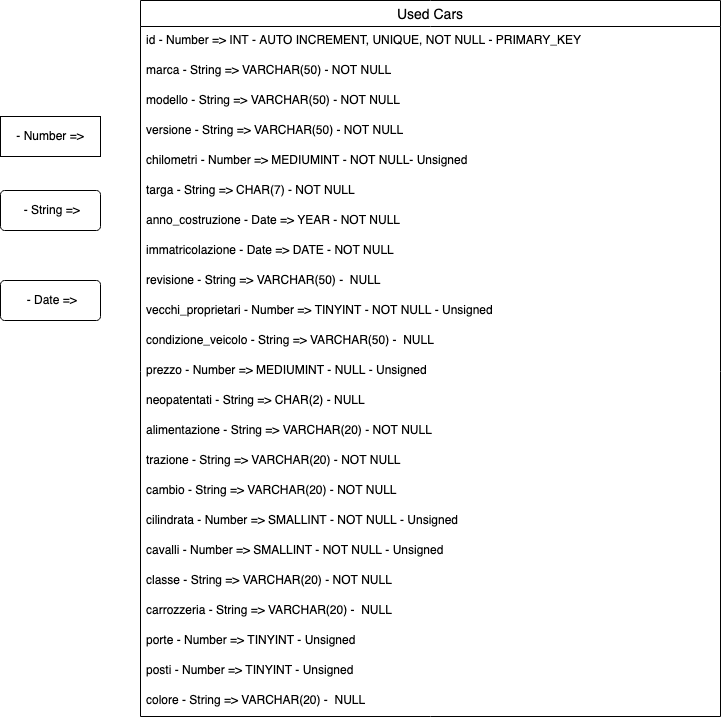 Used Cars
id - Number => INT - AUTO INCREMENT, UNIQUE, NOT NULL - PRIMARY_KEY
marca - String => VARCHAR(50) - NOT NULL
modello - String => VARCHAR(50) - NOT NULL
versione - String => VARCHAR(50) - NOT NULL
chilometri - Number => MEDIUMINT - NOT NULL- Unsigned
targa - String => CHAR(7) - NOT NULL
anno_costruzione - Date => YEAR - NOT NULL
immatricolazione - Date => DATE - NOT NULL
revisione - String => VARCHAR(50) -  NULL
vecchi_proprietari - Number => TINYINT - NOT NULL - Unsigned
condizione_veicolo - String => VARCHAR(50) -  NULL
prezzo - Number => MEDIUMINT - NULL - Unsigned
neopatentati - String => CHAR(2) - NULL
alimentazione - String => VARCHAR(20) - NOT NULL
trazione - String => VARCHAR(20) - NOT NULL
cambio - String => VARCHAR(20) - NOT NULL
cilindrata - Number => SMALLINT - NOT NULL - Unsigned
cavalli - Number => SMALLINT - NOT NULL - Unsigned
classe - String => VARCHAR(20) - NOT NULL
carrozzeria - String => VARCHAR(20) -  NULL
porte - Number => TINYINT - Unsigned
posti - Number => TINYINT - Unsigned
colore - String => VARCHAR(20) -  NULL
- Number =>
- String =>
- Date =>